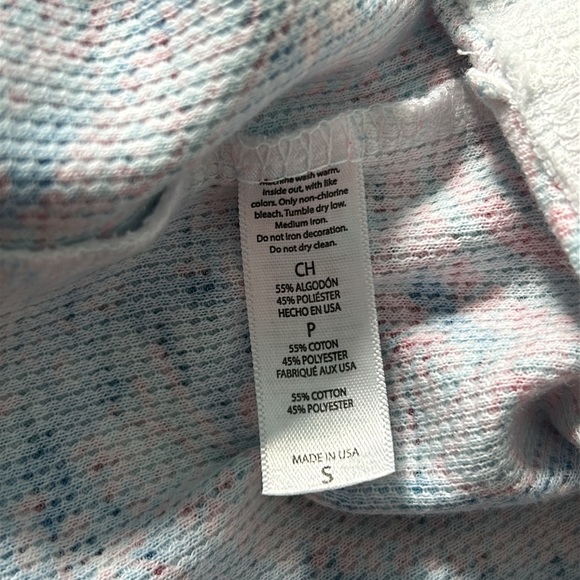 Machine wash warm,
inside out, with like
colors. Only non-chlorine
bleach. Tumble dry low.
Medium iron.
Do not iron decoration.
Do not dry clean.
CH
55% ALGODÓN
45% POLIÉSTER
HECHO EN USA
P
55% COTON
45% POLYESTER
FABRIQUÉ AUX USA
55% COTTON
45% POLYESTER
MADE IN USA
S